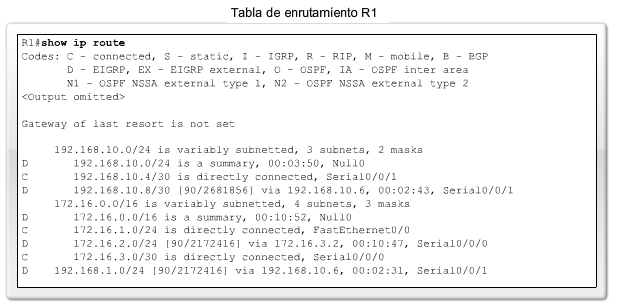 Tabla de enrutamiento R1
R1#show ip route
Codes: C - connected, S - static, I - IGRP, R - RIP, M - mobile, B - BGP
D - EIGRP, EX - EIGRP external, O - OSPF, IA - OSPF inter area
N1 - OSPF NSSA external type 1, N2 - OSPF NSSA external type 2
<Output omitted>
Gateway of last resort is not set
192.168.10.0/24 is variably subnetted, 3 subnets, 2 masks
D 192.168.10.0/24 is a summary, 00:03:50, Null0
C 192.168.10.4/30 is directly connected, Serial0/0/1
D 192.168.10.8/30 [90/2681856] via 192.168.10.6, 00:02:43, Serial0/0/1
172.16.0.0/16 is variably subnetted, 4 subnets, 3 masks
D 172.16.0.0/16 is a summary, 00:10:52, Null0
C 172.16.1.0/24 is directly connected, FastEthernet0/0
D 172.16.2.0/24 [90/2172416] via 172.16.3.2, 00:10:47, Serial0/0/0
C 172.16.3.0/30 is directly connected, Serial0/0/0
D 192.168.1.0/24 [90/2172416] via 192.168.10.6, 00:02:31, Serial0/0/1